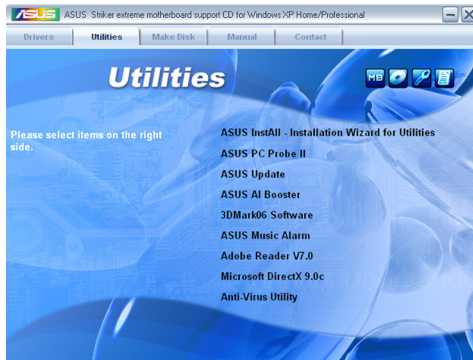 ASUS ASUS Striker extreme motherboard support CD for Windows XP Home/Professional
Drivers Utilities Make Disk Manual Contact
Utilities
MB
Please select items on the right
side.
ASUS InstAll - Installation Wizard for Utilities
ASUS PC Probe II
ASUS Update
ASUS AI Booster
3DMark06 Software
ASUS Music Alarm
Adobe Reader V7.0
Microsoft DirectX 9.0c
Anti-Virus Utility